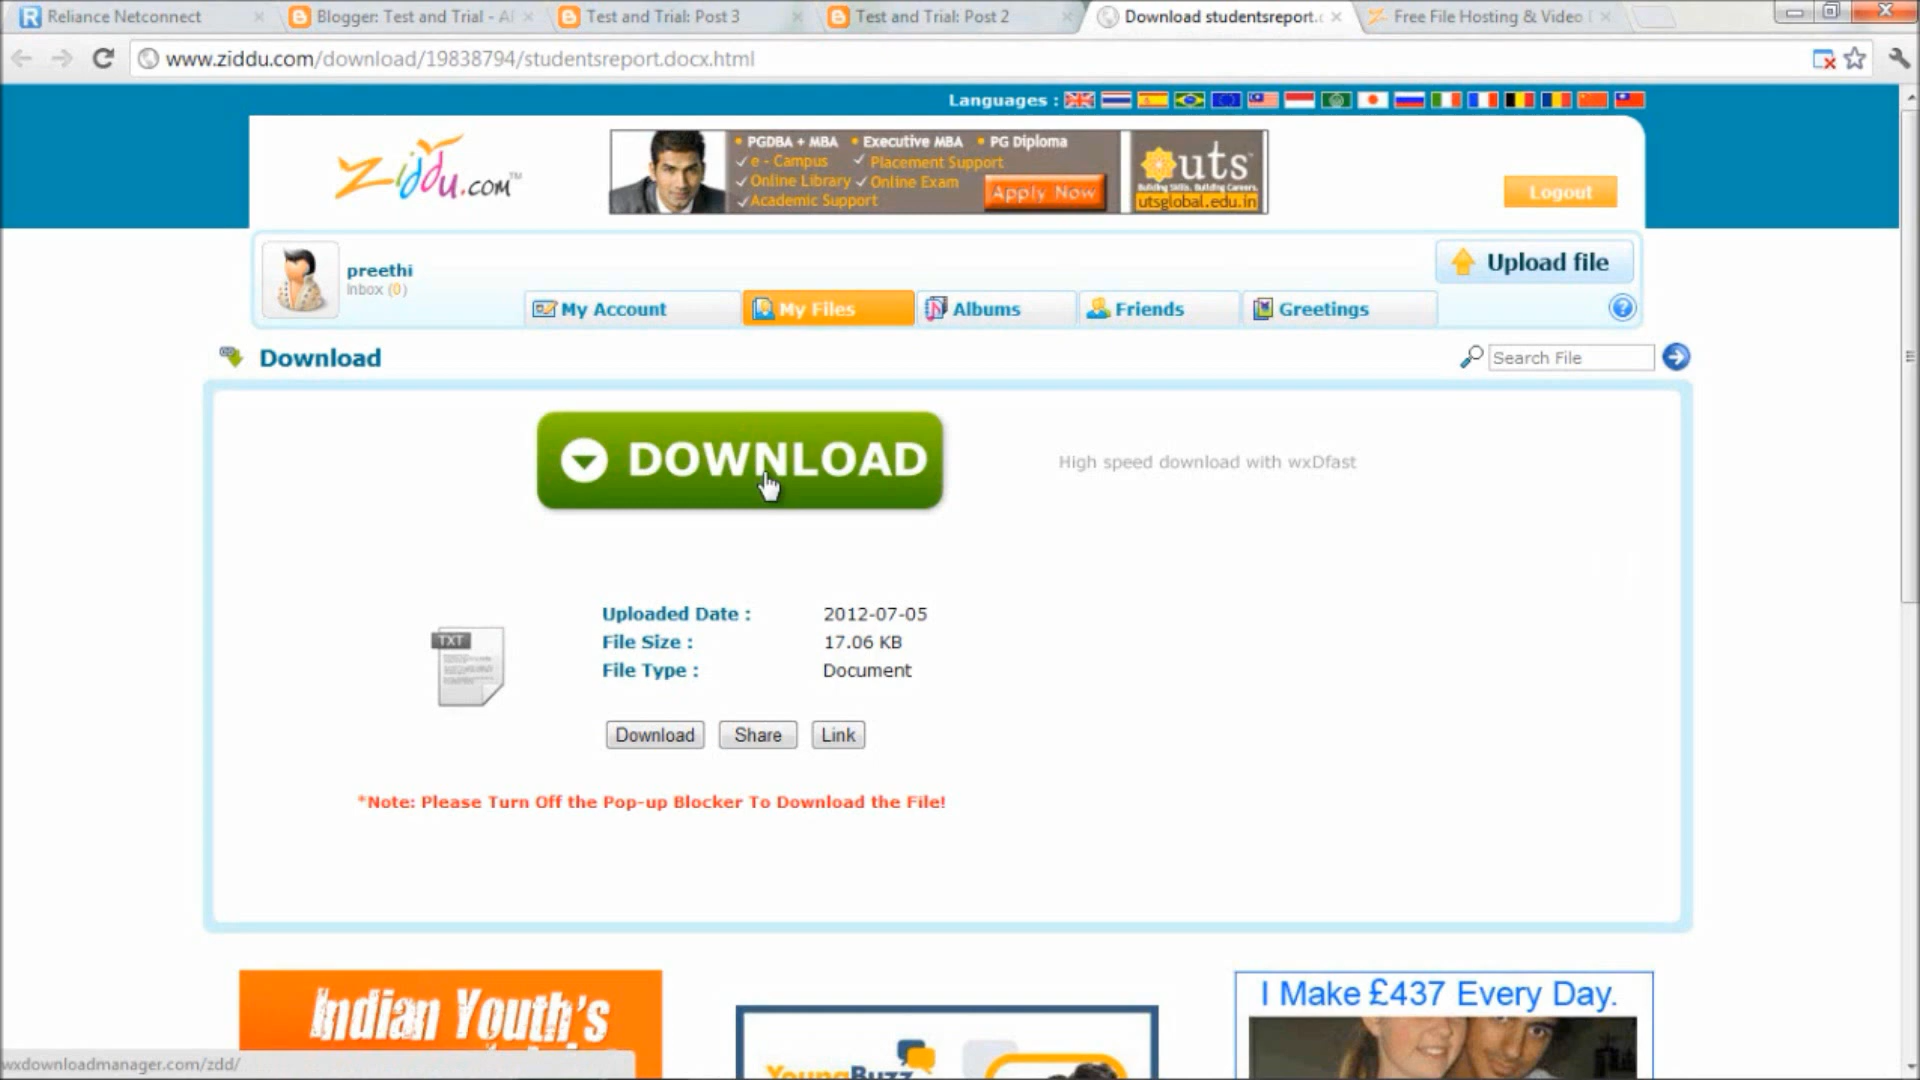 Reliance Netconnect
Blogger: Test and Trial - Al
Test and Trial: Post 3
Test and Trial: Post 2
Download studentsreport.c
Free File Hosting & Video
www.ziddu.com/download/19838794/studentsreport.docx.html
Languages :
ziddu.com™
• PGDBA + MBA • Executive MBA • PG Diploma
✓ e - Campus ✓ Placement Support
✓ Online Library ✓ Online Exam
✓ Academic Support
Apply Now
uts
Building Skills. Building Careers.
utsglobal.edu.in
Logout
preethi
Inbox (0)
Upload file
My Account
My Files
Albums
Friends
Greetings
?
Download
Search File
DOWNLOAD
High speed download with wxDfast
TXT
Uploaded Date : 2012-07-05
File Size : 17.06 KB
File Type : Document
Download
Share
Link
*Note: Please Turn Off the Pop-up Blocker To Download the File!
Indian Youth's
YoungBuzz
I Make £437 Every Day.
wxdownloadmanager.com/zdd/